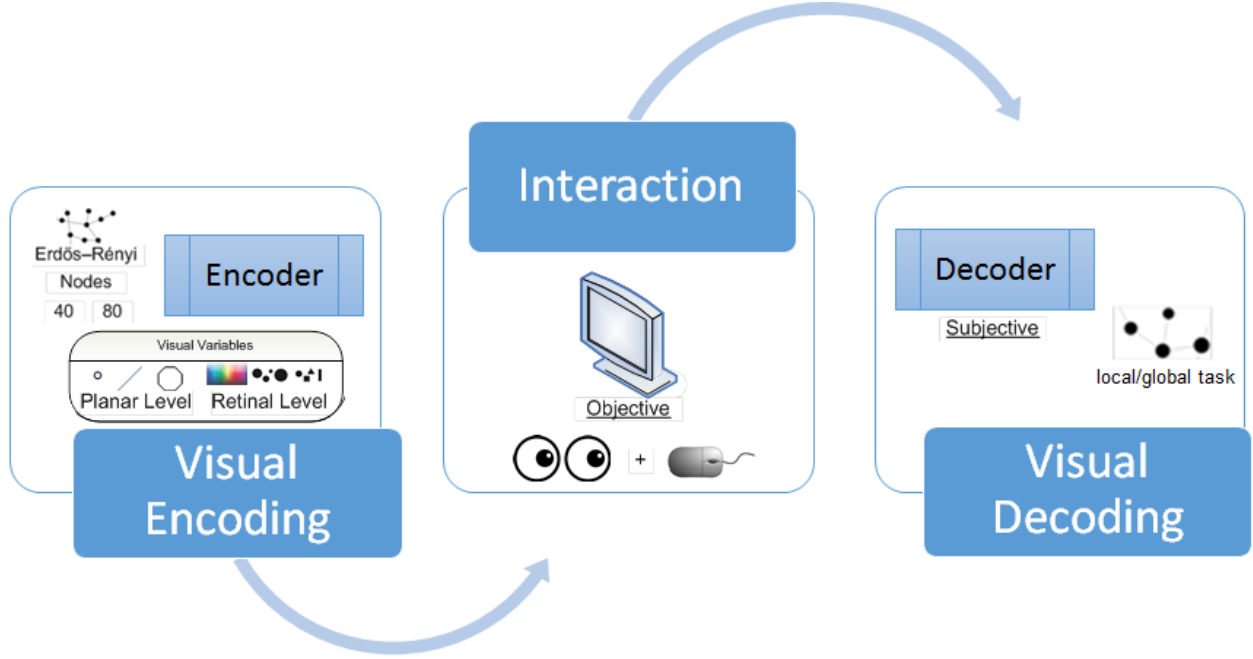 Erdős–Rényi
Nodes
40 80
Encoder
Visual Variables
Planar Level Retinal Level
Visual
Encoding
Interaction
Objective
+
Decoder
Subjective
local/global task
Visual
Decoding